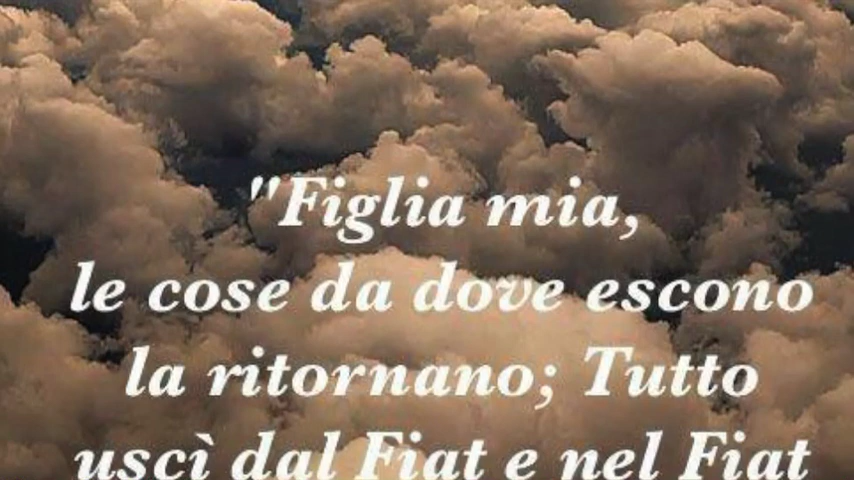 "Figlia mia,
le cose da dove escono
la ritornano; Tutto
uscì dal Fiat e nel Fiat